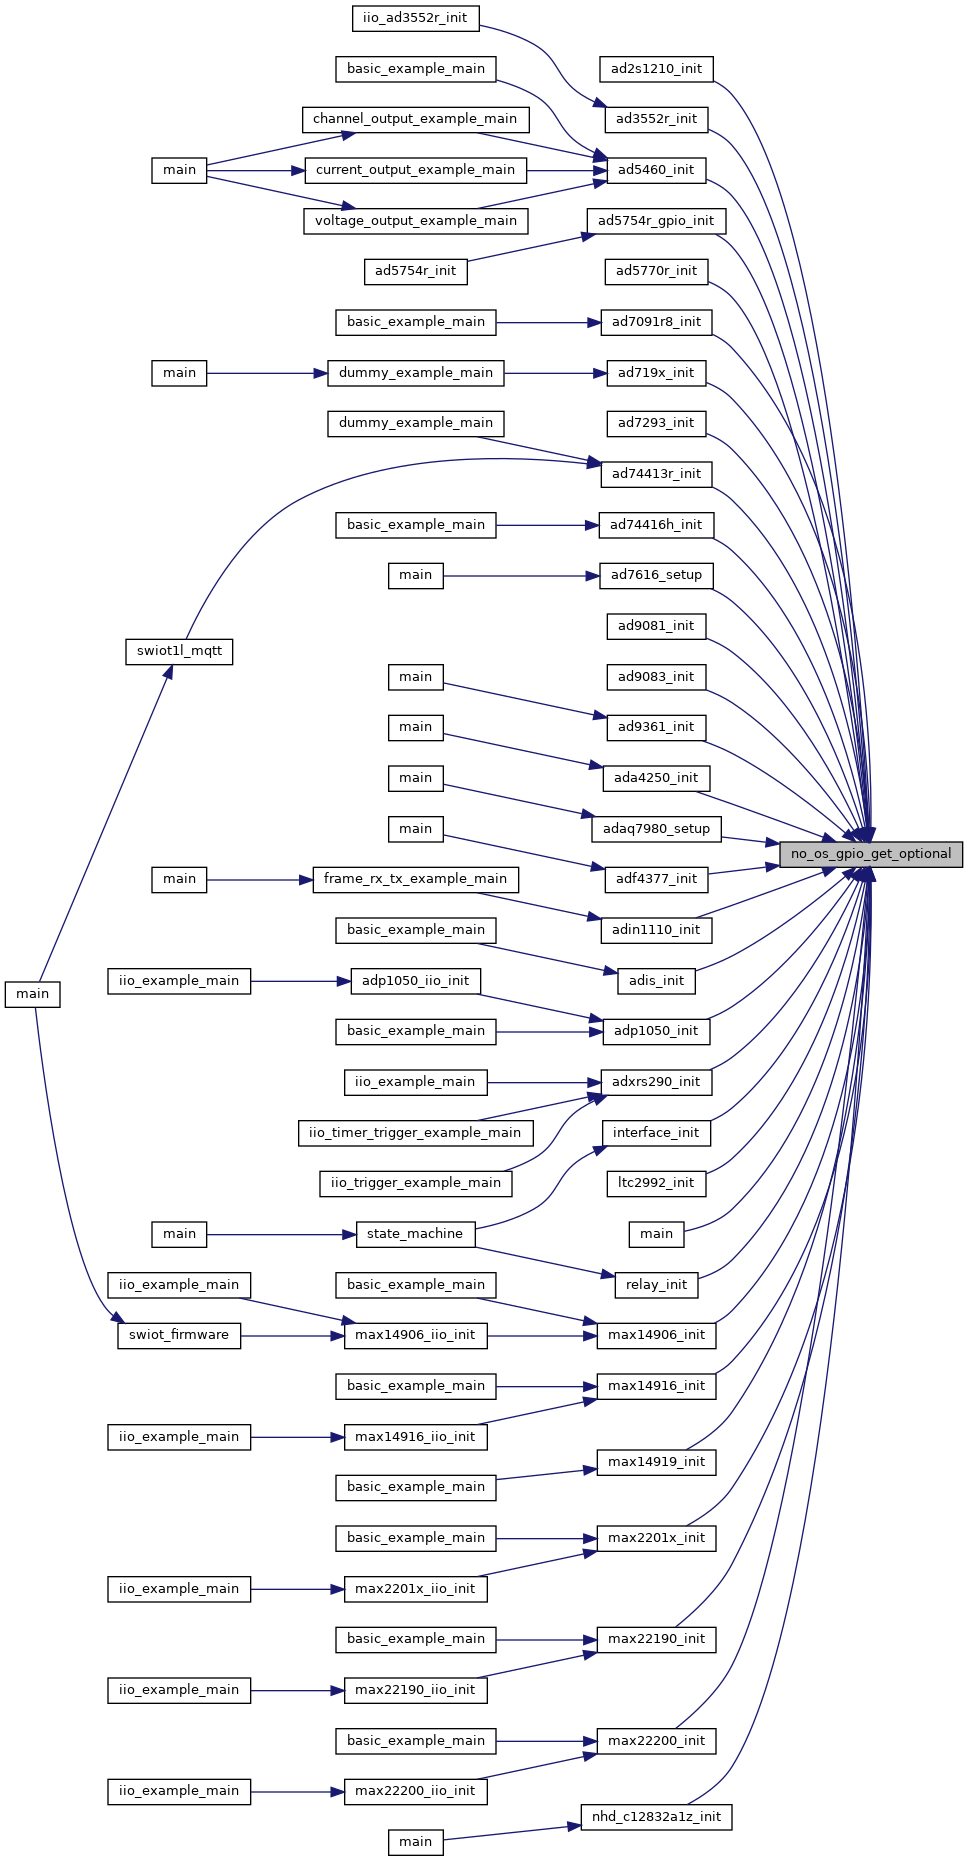 iio_ad3552r_init
basic_example_main
ad2s1210_init
channel_output_example_main
ad3552r_init
main
current_output_example_main
ad5460_init
voltage_output_example_main
ad5754r_gpio_init
ad5754r_init
ad5770r_init
basic_example_main
ad7091r8_init
main
dummy_example_main
ad719x_init
dummy_example_main
ad7293_init
ad74413r_init
basic_example_main
ad74416h_init
main
ad7616_setup
ad9081_init
swiot1l_mqtt
main
ad9083_init
main
ad9361_init
main
ada4250_init
main
adaq7980_setup
no_os_gpio_get_optional
main
frame_rx_tx_example_main
adf4377_init
basic_example_main
adin1110_init
main
iio_example_main
adp1050_iio_init
adis_init
basic_example_main
adp1050_init
iio_example_main
adxrs290_init
iio_timer_trigger_example_main
interface_init
iio_trigger_example_main
ltc2992_init
main
state_machine
main
iio_example_main
basic_example_main
relay_init
swiot_firmware
max14906_iio_init
max14906_init
basic_example_main
max14916_init
iio_example_main
max14916_iio_init
max14919_init
basic_example_main
basic_example_main
max2201x_init
iio_example_main
max2201x_iio_init
basic_example_main
max22190_init
iio_example_main
max22190_iio_init
basic_example_main
max22200_init
iio_example_main
max22200_iio_init
nhd_c12832a1z_init
main